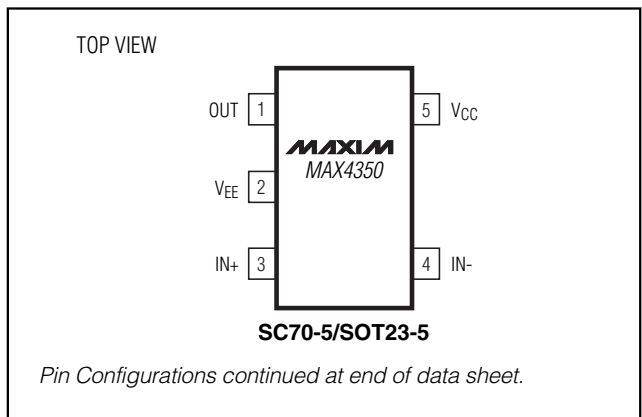 TOP VIEW
OUT 1
5 VCC
MAXIM
MAX4350
VEE 2
IN+ 3
4 IN-
SC70-5/SOT23-5
Pin Configurations continued at end of data sheet.